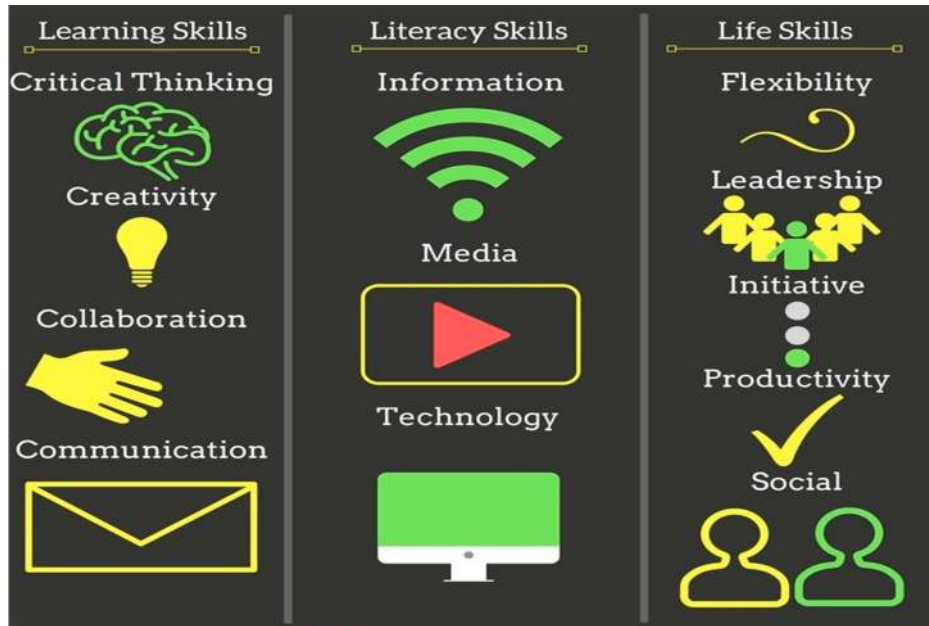 Learning Skills
Critical Thinking
Creativity
Collaboration
Communication
Literacy Skills
Information
Media
Technology
Life Skills
Flexibility
Leadership
Initiative
Productivity
Social